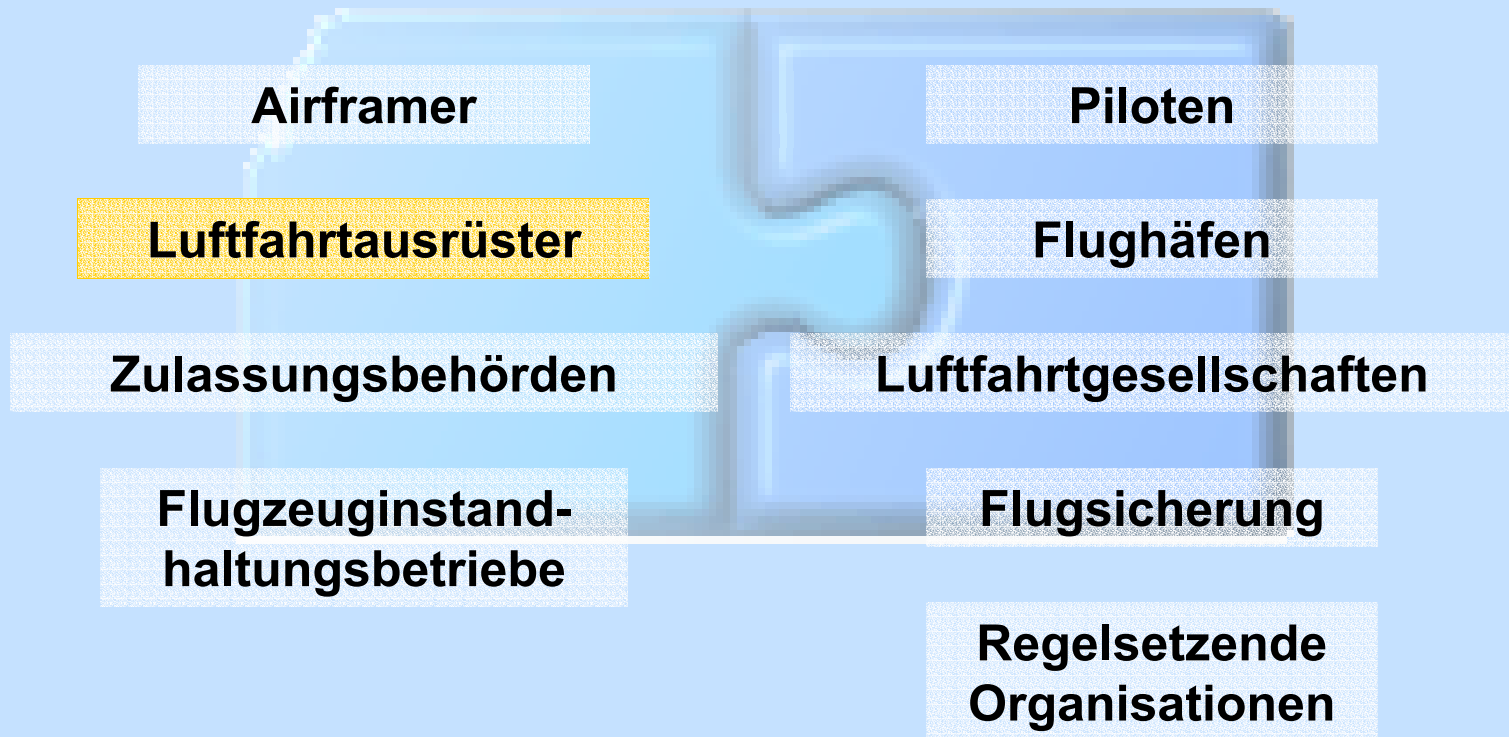 Airframer
Luftfahrtausrüster
Zulassungsbehörden
Flugzeuginstand-
haltungsbetriebe
Piloten
Flughäfen
Luftfahrtgesellschaften
Flugsicherung
Regelsetzende
Organisationen